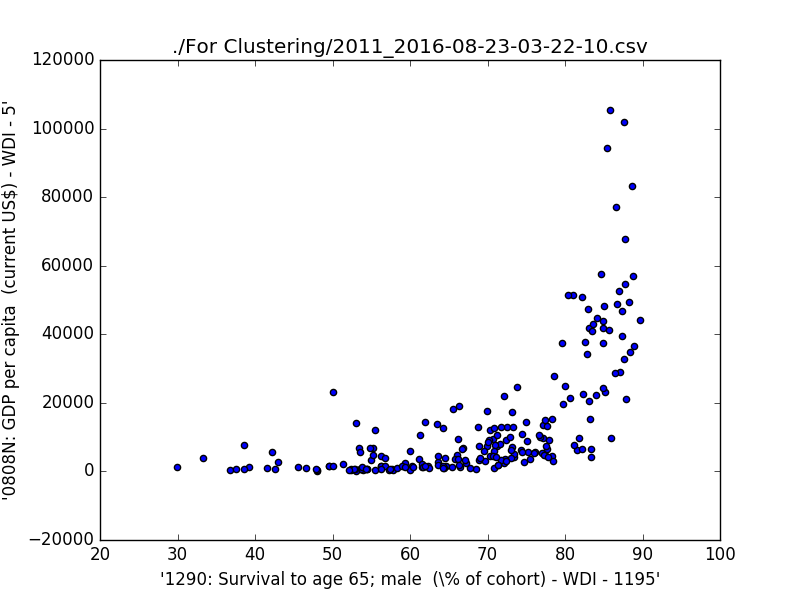 ./For Clustering/2011_2016-08-23-03-22-10.csv
120000
100000
80000
60000
40000
20000
0
−20000
'0808N: GDP per capita  (current US$) - WDI - 5'
20 30 40 50 60 70 80 90 100
'1290: Survival to age 65; male  (\% of cohort) - WDI - 1195'